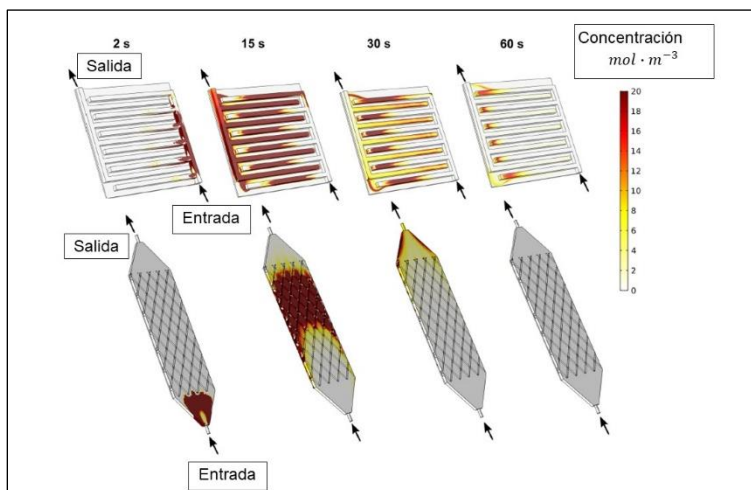 2 s
15 s
30 s
60 s
Concentración
mol · m⁻³
Salida
20
18
16
14
12
10
8
6
4
2
0
Entrada
Salida
Entrada